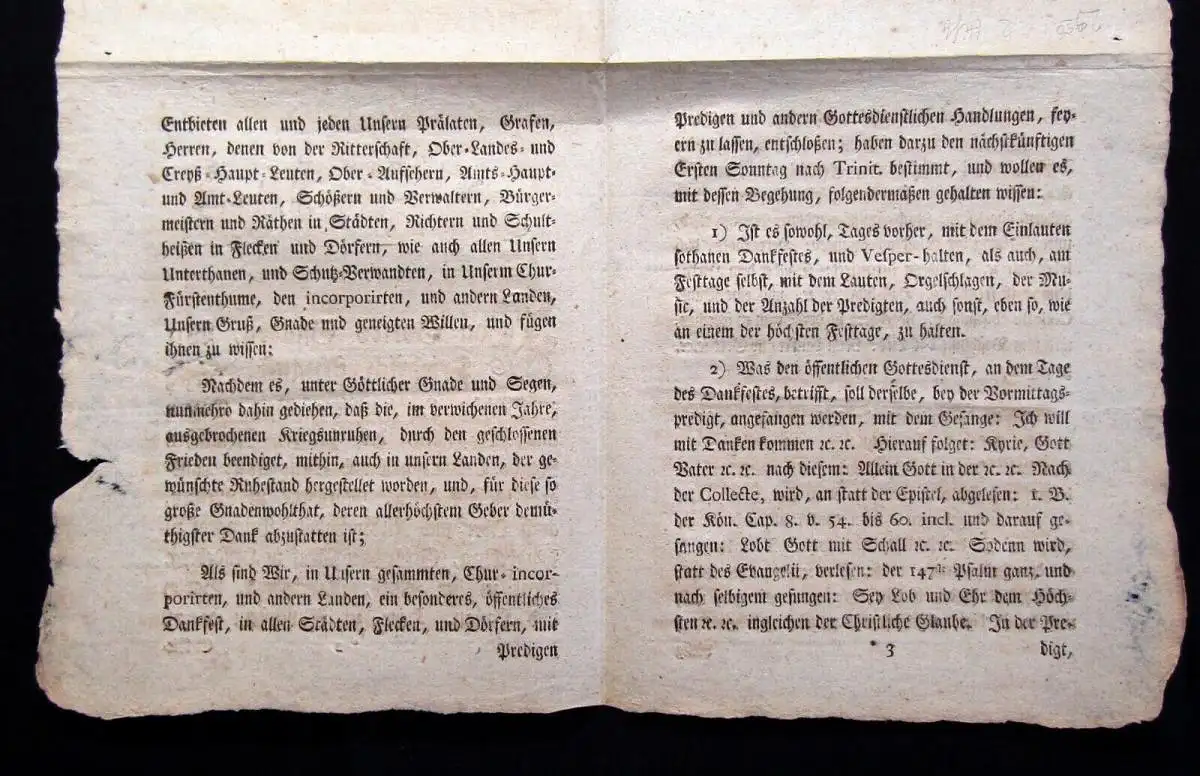 Entbieten allen und jeden Unsern Prälaten, Grafen,
Herren, denen von der Ritterschaft, Ober-Landes- und
Creyß-Haupt-Leuten, Ober-Aufsehern, Amts-Haupt-
und Amt-Leuten, Schößern und Verwaltern, Bürger-
meistern und Räthen in Städten, Richtern und Schult-
heißen in Flecken und Dörfern, wie auch allen Unsern
Unterthanen, und Schutz-Verwandten, in Unserm Chur-
Fürstenthume, den incorporirten, und andern Landen,
Unsern Gruß, Gnade und geneigten Willen, und fügen
ihnen zu wissen:
Nachdem es, unter Göttlicher Gnade und Segen,
nunmehro dahin gediehen, daß die, im verwichenen Jahre,
ausgebrochenen Kriegsunruhen, durch den geschlossenen
Frieden beendiget, mithin, auch in unsern Landen, der ge-
wünschte Ruhestand hergestellet worden, und, für diese so
große Gnadenwohlthat, deren allerhöchstem Geber demü-
thigster Dank abzustatten ist;
Als sind Wir, in Unsern gesammten, Chur- incor-
porirten, und andern Landen, ein besonderes, öffentliches
Dankfest, in allen Städten, Flecken, und Dörfern, mit
Predigen
Predigen und andern Gottesdienstlichen Handlungen, fey-
ern zu lassen, entschloßen; haben darzu den nächstkünftigen
Ersten Sonntag nach Trinit. bestimmt, und wollen es,
mit dessen Begehung, folgendermaßen gehalten wissen:
1) Ist es sowohl, Tages vorher, mit dem Einlauten
sothanen Dankfestes, und Vesper-halten, als auch, am
Festtage selbst, mit dem Lauten, Orgelschlagen, der Mu-
sic, und der Anzahl der Predigten, auch sonst, eben so, wie
an einem der höchsten Festtage, zu halten.
2) Was den öffentlichen Gottesdienst, an dem Tage
des Dankfestes, betrifft, soll derselbe, bey der Vormittags-
predigt, angefangen werden, mit dem Gesange: Ich will
mit Danken kommen ꝛc. ꝛc. Hierauf folget: Kyrie, Gott
Vater ꝛc. ꝛc. nach diesem: Allein Gott in der ꝛc. ꝛc. Nach
der Collecte, wird, an statt der Epistel, abgelesen: 1. B.
der Kön. Cap. 8. v. 54. bis 60. incl. und darauf ge-
sungen: Lobt Gott mit Schall ꝛc. ꝛc. Sodenn wird,
statt des Evangelii, verlesen: der 147te Psalm ganz, und
nach selbigem gesungen: Sey Lob und Ehr dem Höch-
sten ꝛc. ꝛc. ingleichen der Christliche Glaube. In der Pre-
3 digt,